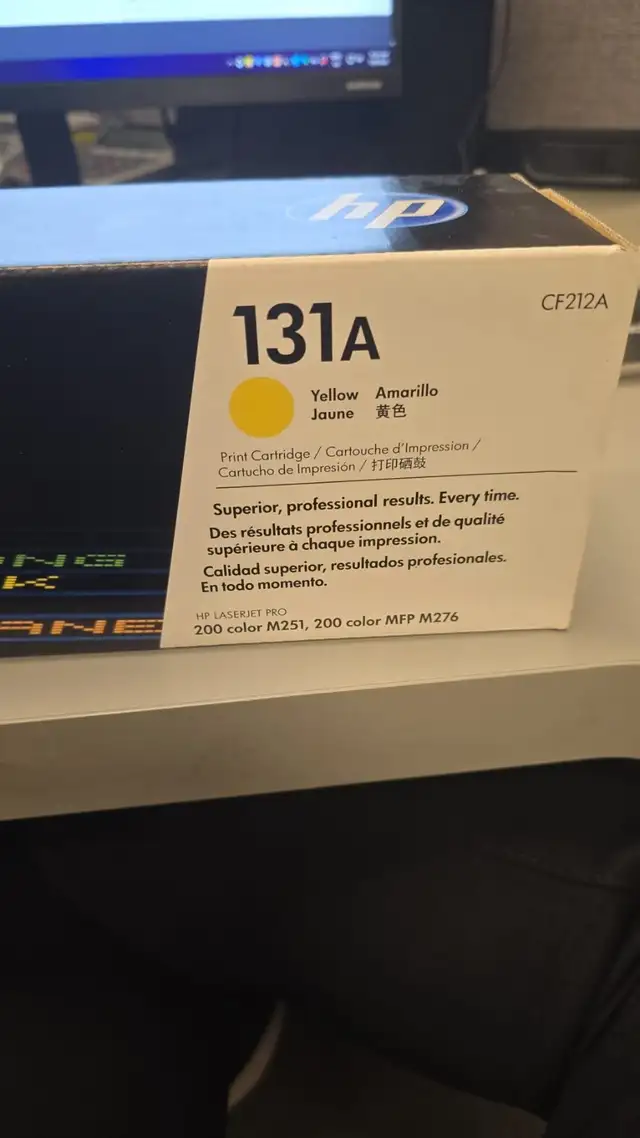 hp
CF212A
131A
Yellow Amarillo
Jaune 黄色
Print Cartridge / Cartouche d'Impression /
Cartucho de Impresión / 打印硒鼓
Superior, professional results. Every time.
Des résultats professionnels et de qualité
supérieure à chaque impression.
Calidad superior, resultados profesionales.
En todo momento.
HP LASERJET PRO
200 color M251, 200 color MFP M276